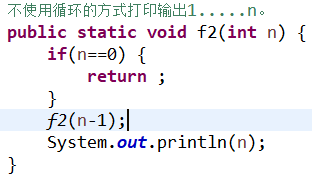 不使用循环的方式打印输出1.....n。
public static void f2(int n) {
    if(n==0) {
        return ;
    }
    f2(n-1);
    System.out.println(n);
}